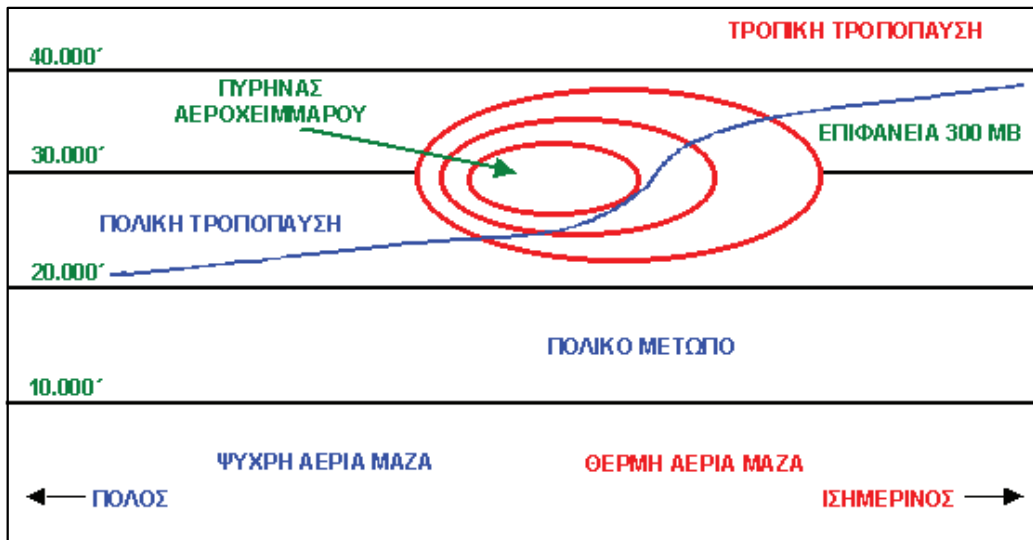 ΤΡΟΠΙΚΗ ΤΡΟΠΟΠΑΥΣΗ
40.000´
ΠΥΡΗΝΑΣ
ΑΕΡΟΧΕΙΜΜΑΡΟΥ
ΕΠΙΦΑΝΕΙΑ 300 MB
30.000´
ΠΟΛΙΚΗ ΤΡΟΠΟΠΑΥΣΗ
20.000´
ΠΟΛΙΚΟ ΜΕΤΩΠΟ
10.000´
ΨΥΧΡΗ ΑΕΡΙΑ ΜΑΖΑ
ΘΕΡΜΗ ΑΕΡΙΑ ΜΑΖΑ
ΠΟΛΟΣ
ΙΣΗΜΕΡΙΝΟΣ